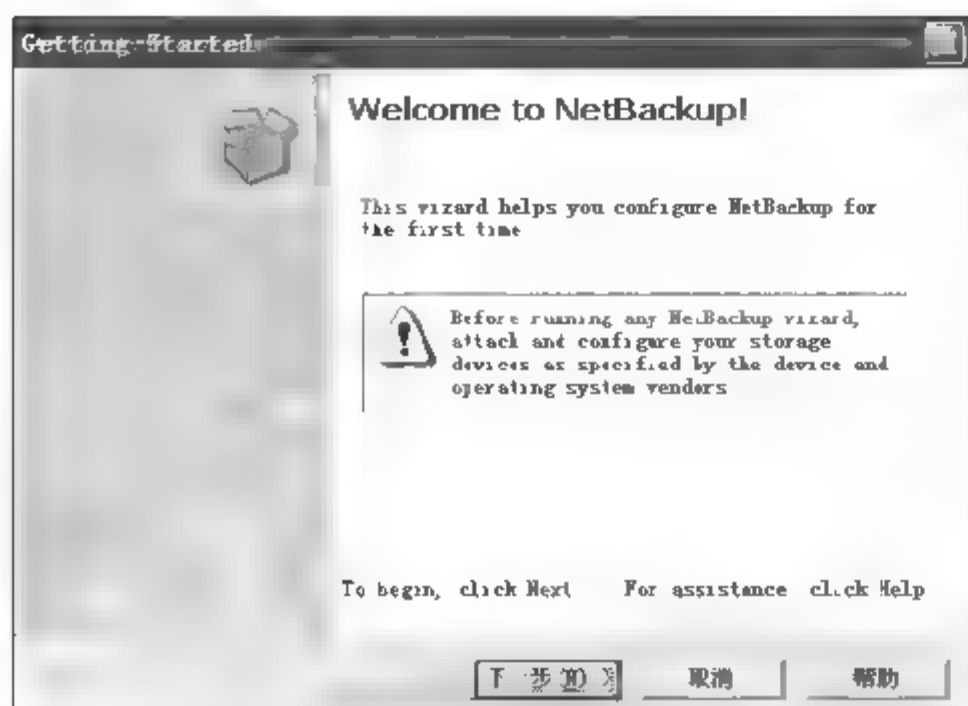 Getting Started
Welcome to NetBackup!
This wizard helps you configure NetBackup for
the first time
Before running any NetBackup wizard,
attach and configure your storage
devices as specified by the device and
operating system vendors
To begin, click Next For assistance click Help
下一步(N) > 取消 帮助